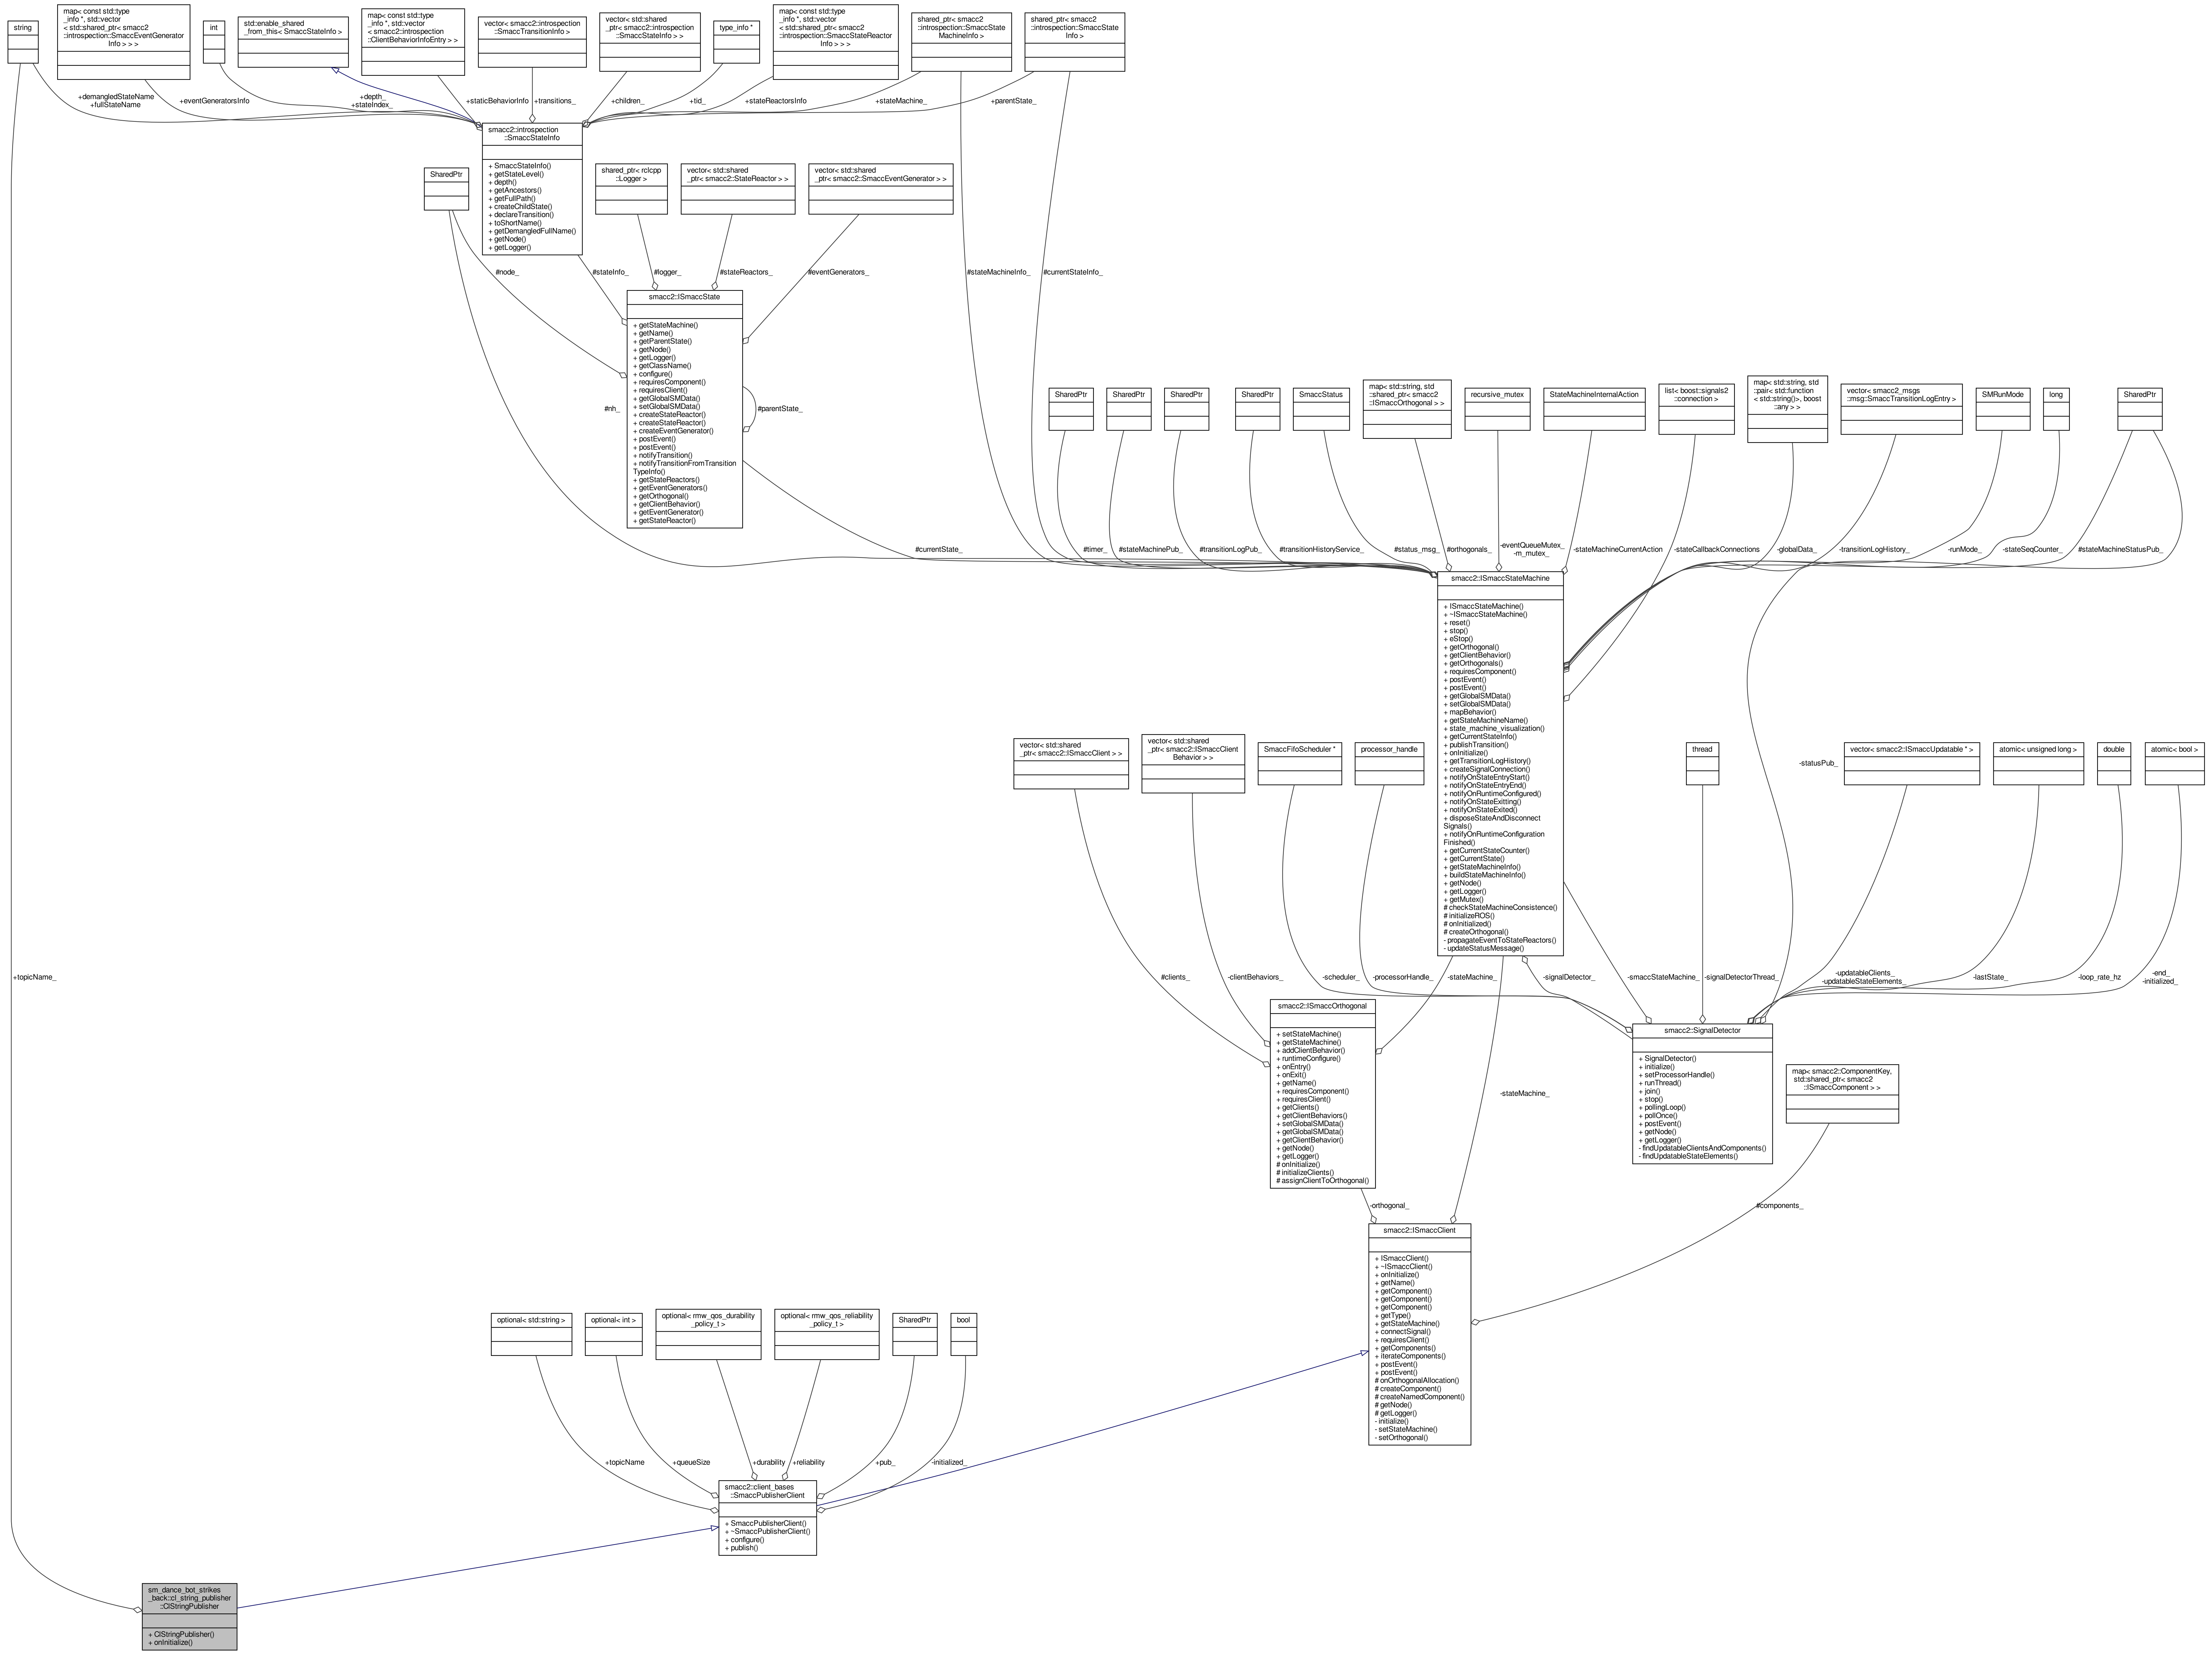 string
map< const std::type
_info *, std::vector
< std::shared_ptr< smacc2
::introspection::SmaccEventGenerator
Info > > >
int
std::enable_shared
_from_this< SmaccStateInfo >
map< const std::type
_info *, std::vector
< smacc2::introspection
::ClientBehaviorInfoEntry > >
vector< smacc2::introspection
::SmaccTransitionInfo >
vector< std::shared
_ptr< smacc2::introspection
::SmaccStateInfo > >
type_info *
map< const std::type
_info *, std::vector
< std::shared_ptr< smacc2
::introspection::SmaccStateReactor
Info > > >
shared_ptr< smacc2
::introspection::SmaccState
MachineInfo >
shared_ptr< smacc2
::introspection::SmaccState
Info >
+demangledStateName
+fullStateName
+eventGeneratorsInfo
+depth_
+stateIndex_
+staticBehaviorInfo
+transitions_
+children_
+tid_
+stateReactorsInfo
+stateMachine_
+parentState_
smacc2::introspection
::SmaccStateInfo
+ SmaccStateInfo()
+ getStateLevel()
+ depth()
+ getAncestors()
+ getFullPath()
+ createChildState()
+ declareTransition()
+ toShortName()
+ getDemangledFullName()
+ getNode()
+ getLogger()
SharedPtr
shared_ptr< rclcpp
::Logger >
vector< std::shared
_ptr< smacc2::StateReactor > >
vector< std::shared
_ptr< smacc2::SmaccEventGenerator > >
#node_
#stateInfo_
#logger_
#stateReactors_
#eventGenerators_
#stateMachineInfo_
#currentStateInfo_
smacc2::ISmaccState
+ getStateMachine()
+ getName()
+ getParentState()
+ getNode()
+ getLogger()
+ getClassName()
+ configure()
+ requiresComponent()
+ requiresClient()
+ getGlobalSMData()
+ setGlobalSMData()
+ createStateReactor()
+ createStateReactor()
+ createEventGenerator()
+ postEvent()
+ postEvent()
+ notifyTransition()
+ notifyTransitionFromTransition
TypeInfo()
+ getStateReactors()
+ getEventGenerators()
+ getOrthogonal()
+ getClientBehavior()
+ getEventGenerator()
+ getStateReactor()
#nh_
#parentState_
SharedPtr
SharedPtr
SharedPtr
SharedPtr
SmaccStatus
map< std::string, std
::shared_ptr< smacc2
::ISmaccOrthogonal > >
recursive_mutex
StateMachineInternalAction
list< boost::signals2
::connection >
map< std::string, std
::pair< std::function
< std::string()>, boost
::any > >
vector< smacc2_msgs
::msg::SmaccTransitionLogEntry >
SMRunMode
long
SharedPtr
#currentState_
#timer_
#stateMachinePub_
#transitionLogPub_
#transitionHistoryService_
#status_msg_
#orthogonals_
-eventQueueMutex_
-m_mutex_
-stateMachineCurrentAction
-stateCallbackConnections
-globalData_
-transitionLogHistory_
-runMode_
-stateSeqCounter_
#stateMachineStatusPub_
smacc2::ISmaccStateMachine
+ ISmaccStateMachine()
+ ~ISmaccStateMachine()
+ reset()
+ stop()
+ eStop()
+ getOrthogonal()
+ getClientBehavior()
+ getOrthogonals()
+ requiresComponent()
+ postEvent()
+ postEvent()
+ getGlobalSMData()
+ setGlobalSMData()
+ mapBehavior()
+ getStateMachineName()
+ state_machine_visualization()
+ getCurrentStateInfo()
+ publishTransition()
+ onInitialize()
+ getTransitionLogHistory()
+ createSignalConnection()
+ notifyOnStateEntryStart()
+ notifyOnStateEntryEnd()
+ notifyOnRuntimeConfigured()
+ notifyOnStateExitting()
+ notifyOnStateExited()
+ disposeStateAndDisconnect
Signals()
+ notifyOnRuntimeConfiguration
Finished()
+ getCurrentStateCounter()
+ getCurrentState()
+ getStateMachineInfo()
+ buildStateMachineInfo()
+ getNode()
+ getLogger()
+ getMutex()
# checkStateMachineConsistence()
# initializeROS()
# onInitialized()
# createOrthogonal()
- propagateEventToStateReactors()
- updateStatusMessage()
vector< std::shared
_ptr< smacc2::ISmaccClient > >
vector< std::shared
_ptr< smacc2::ISmaccClient
Behavior > >
SmaccFifoScheduler *
processor_handle
thread
-statusPub_
vector< smacc2::ISmaccUpdatable * >
atomic< unsigned long >
double
atomic< bool >
+topicName_
#clients_
-clientBehaviors_
-scheduler_
-processorHandle_
-stateMachine_
-signalDetector_
-smaccStateMachine_
-signalDetectorThread_
-updatableClients_
-updatableStateElements_
-lastState_
-loop_rate_hz
-end_
-initialized_
smacc2::ISmaccOrthogonal
+ setStateMachine()
+ getStateMachine()
+ addClientBehavior()
+ runtimeConfigure()
+ onEntry()
+ onExit()
+ getName()
+ requiresComponent()
+ requiresClient()
+ getClients()
+ getClientBehaviors()
+ setGlobalSMData()
+ getGlobalSMData()
+ getClientBehavior()
+ getNode()
+ getLogger()
# onInitialize()
# initializeClients()
# assignClientToOrthogonal()
smacc2::SignalDetector
+ SignalDetector()
+ initialize()
+ setProcessorHandle()
+ runThread()
+ join()
+ stop()
+ pollingLoop()
+ pollOnce()
+ postEvent()
+ getNode()
+ getLogger()
- findUpdatableClientsAndComponents()
- findUpdatableStateElements()
map< smacc2::ComponentKey,
std::shared_ptr< smacc2
::ISmaccComponent > >
-stateMachine_
-orthogonal_
#components_
smacc2::ISmaccClient
+ ISmaccClient()
+ ~ISmaccClient()
+ onInitialize()
+ getName()
+ getComponent()
+ getComponent()
+ getComponent()
+ getType()
+ getStateMachine()
+ connectSignal()
+ requiresClient()
+ getComponents()
+ iterateComponents()
+ postEvent()
+ postEvent()
# onOrthogonalAllocation()
# createComponent()
# createNamedComponent()
# getNode()
# getLogger()
- initialize()
- setStateMachine()
- setOrthogonal()
optional< std::string >
optional< int >
optional< rmw_qos_durability
_policy_t >
optional< rmw_qos_reliability
_policy_t >
SharedPtr
bool
+topicName
+queueSize
+durability
+reliability
+pub_
-initialized_
smacc2::client_bases
::SmaccPublisherClient
+ SmaccPublisherClient()
+ ~SmaccPublisherClient()
+ configure()
+ publish()
sm_dance_bot_strikes
_back::cl_string_publisher
::ClStringPublisher
+ ClStringPublisher()
+ onInitialize()